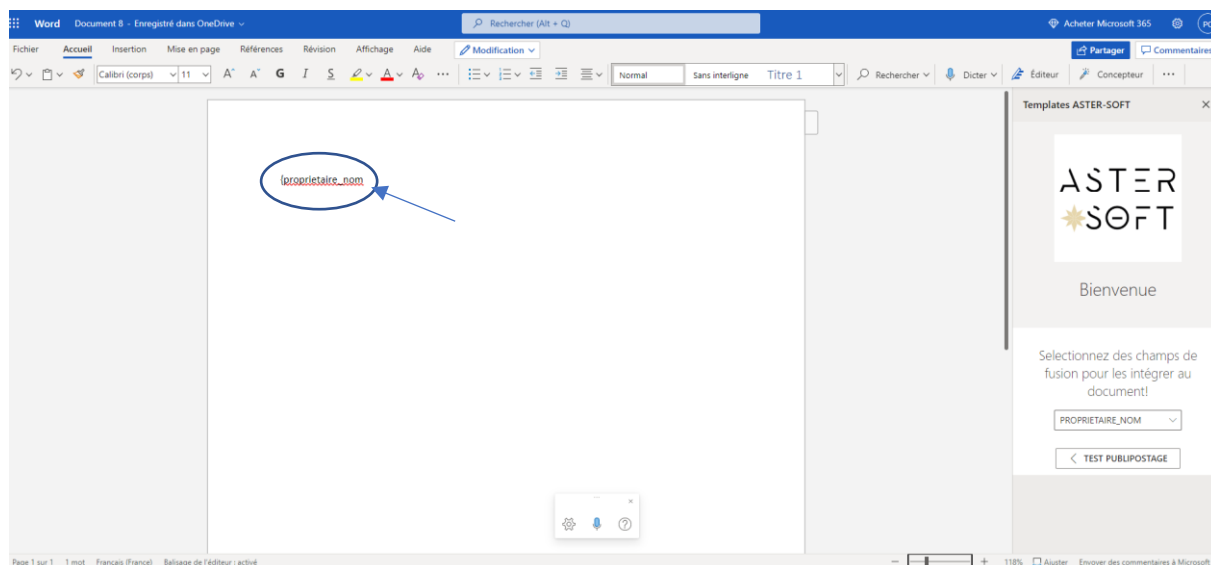 Word Document 8 - Enregistré dans OneDrive
Rechercher (Alt + Q)
Acheter Microsoft 365
Fichier Accueil Insertion Mise en page Références Révision Affichage Aide Modification
Partager Commentaires
Calibri (corps) 11 A A G I S A A Normal Sans interligne Titre 1 Rechercher Dicter Éditeur Concepteur
Templates ASTER-SOFT
{proprietaire_nom
ASTER
SOFT
Bienvenue
Selectionnez des champs de
fusion pour les intégrer au
document!
PROPRIETAIRE_NOM
TEST PUBLIPOSTAGE
Page 1 sur 1 1 mot Français (France) Balisage de l'éditeur : activé 118% Ajuster Envoyer des commentaires à Microsoft